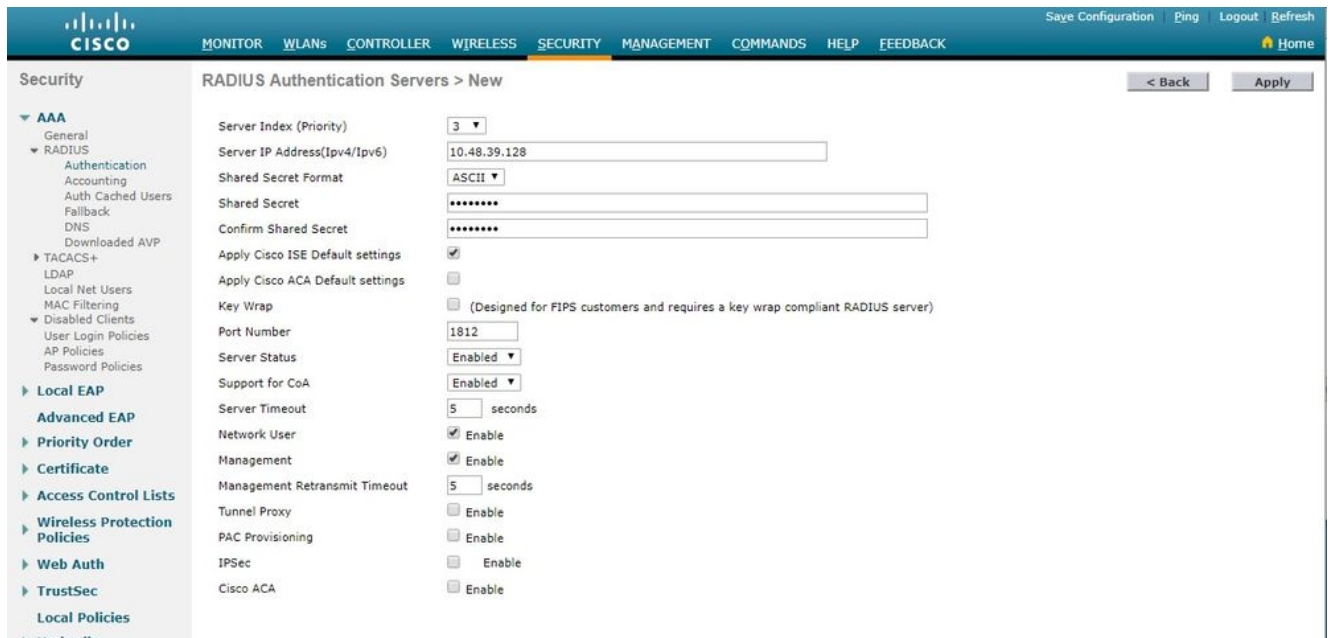 Save Configuration Ping Logout Refresh
CISCO
MONITOR WLANs CONTROLLER WIRELESS SECURITY MANAGEMENT COMMANDS HELP FEEDBACK
Home
Security
AAA
General
RADIUS
Authentication
Accounting
Auth Cached Users
Fallback
DNS
Downloaded AVP
TACACS+
LDAP
Local Net Users
MAC Filtering
Disabled Clients
User Login Policies
AP Policies
Password Policies
Local EAP
Advanced EAP
Priority Order
Certificate
Access Control Lists
Wireless Protection
Policies
Web Auth
TrustSec
Local Policies
RADIUS Authentication Servers > New
< Back Apply
Server Index (Priority) 3
Server IP Address(Ipv4/Ipv6) 10.48.39.128
Shared Secret Format ASCII
Shared Secret ••••••••
Confirm Shared Secret ••••••••
Apply Cisco ISE Default settings
Apply Cisco ACA Default settings
Key Wrap (Designed for FIPS customers and requires a key wrap compliant RADIUS server)
Port Number 1812
Server Status Enabled
Support for CoA Enabled
Server Timeout 5 seconds
Network User Enable
Management Enable
Management Retransmit Timeout 5 seconds
Tunnel Proxy Enable
PAC Provisioning Enable
IPSec Enable
Cisco ACA Enable